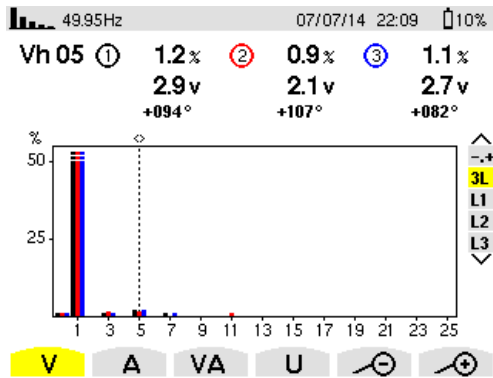 49.95Hz 07/07/14 22:09 10%
Vh 05 1 1.2% 2 0.9% 3 1.1%
2.9v 2.1v 2.7v
+094° +107° +082°
%
50
25
-.+
3L
L1
L2
L3
1 3 5 7 9 11 13 15 17 19 21 23 25
V A VA U